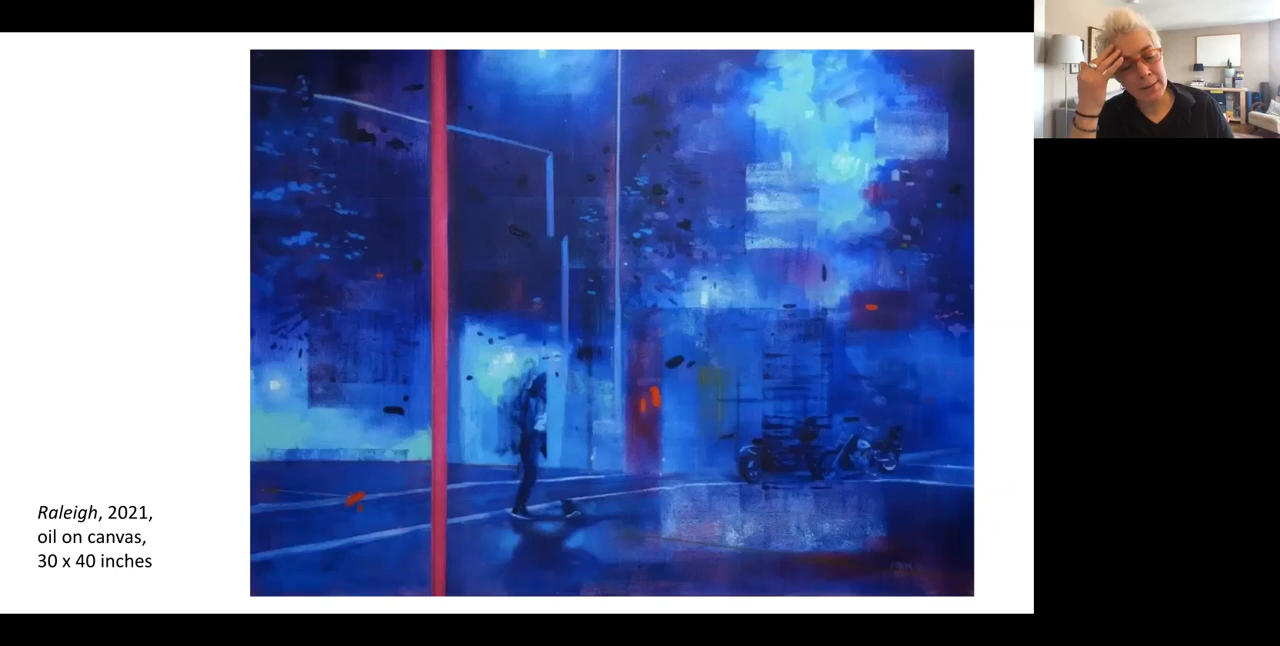 Raleigh, 2021,
oil on canvas,
30 x 40 inches